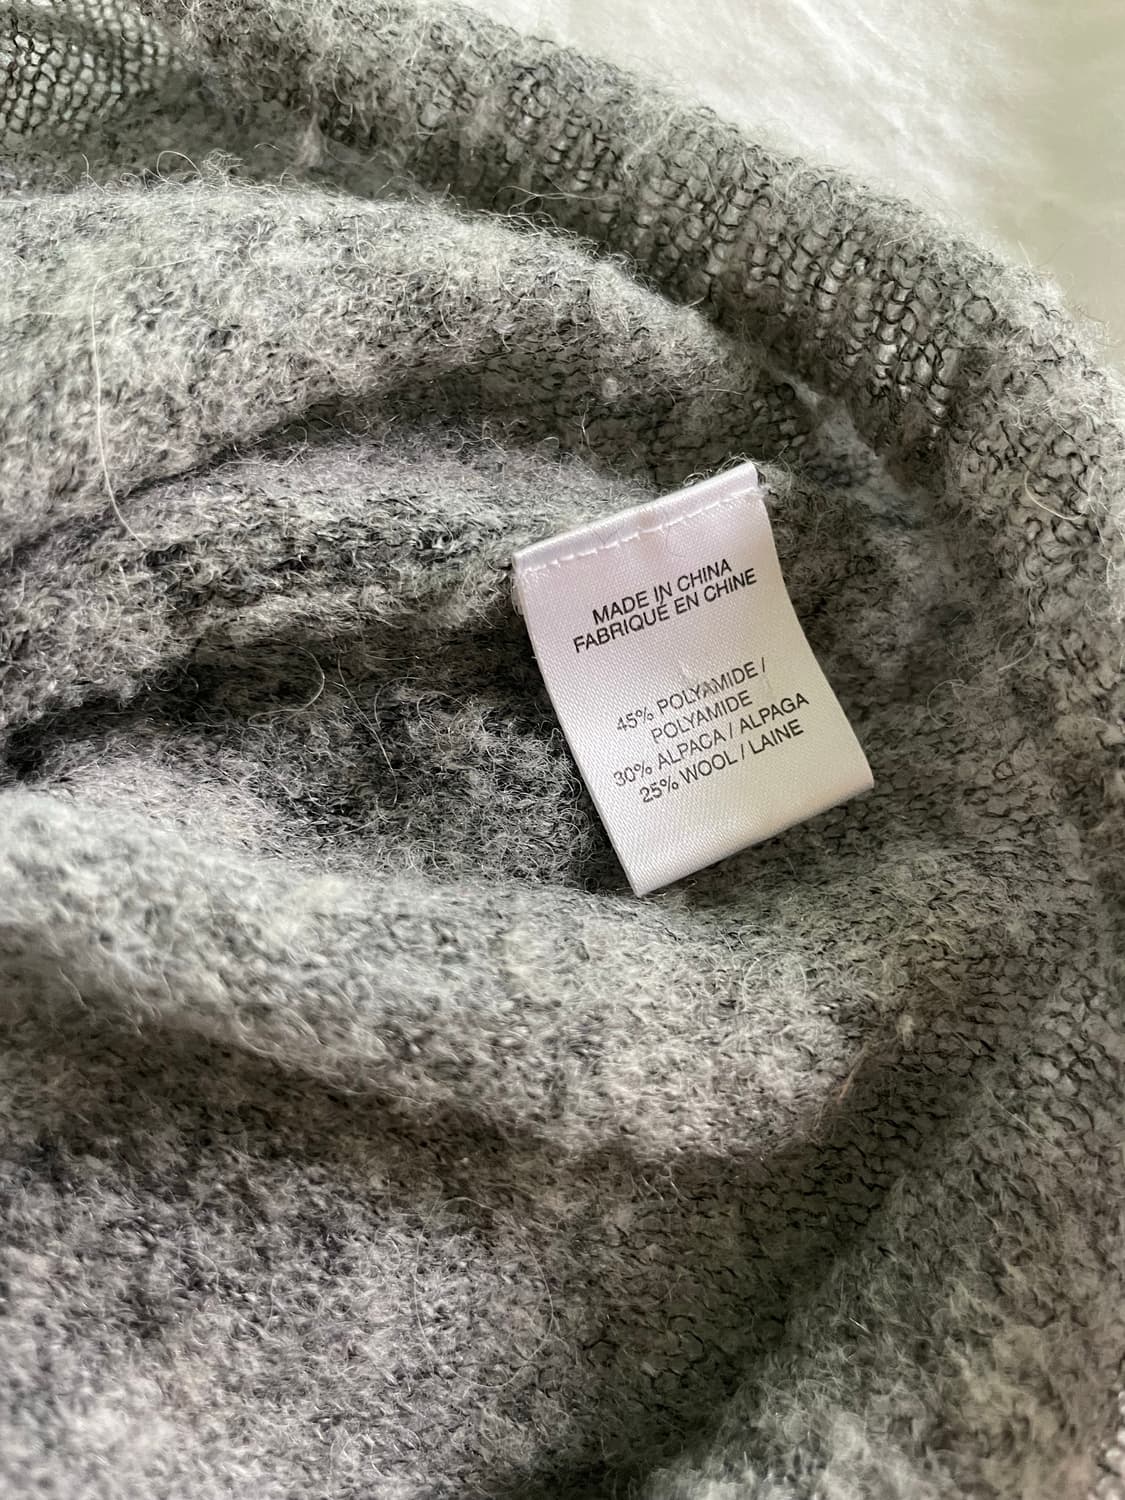 MADE IN CHINA
FABRIQUÉ EN CHINE
45% POLYAMIDE /
POLYAMIDE
30% ALPACA / ALPAGA
25% WOOL / LAINE